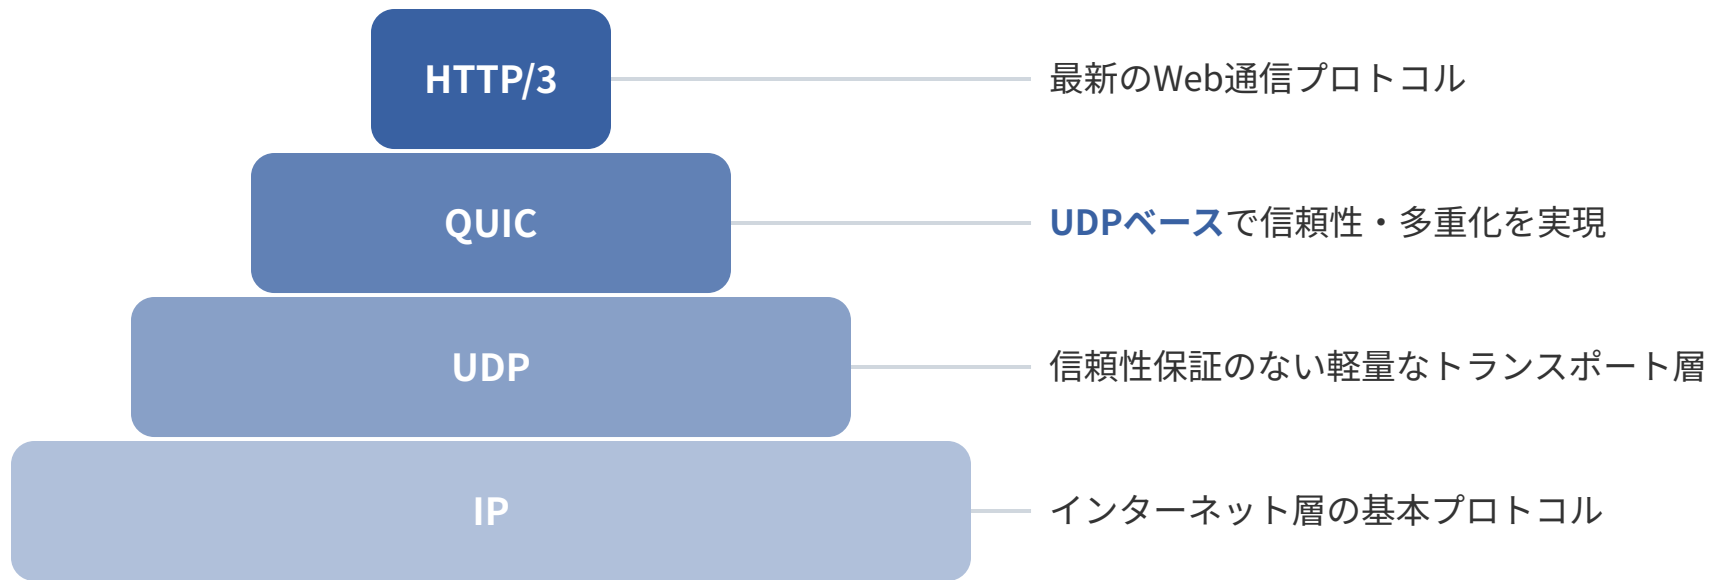 HTTP/3
最新のWeb通信プロトコル
QUIC
UDPベースで信頼性・多重化を実現
UDP
信頼性保証のない軽量なトランスポート層
IP
インターネット層の基本プロトコル